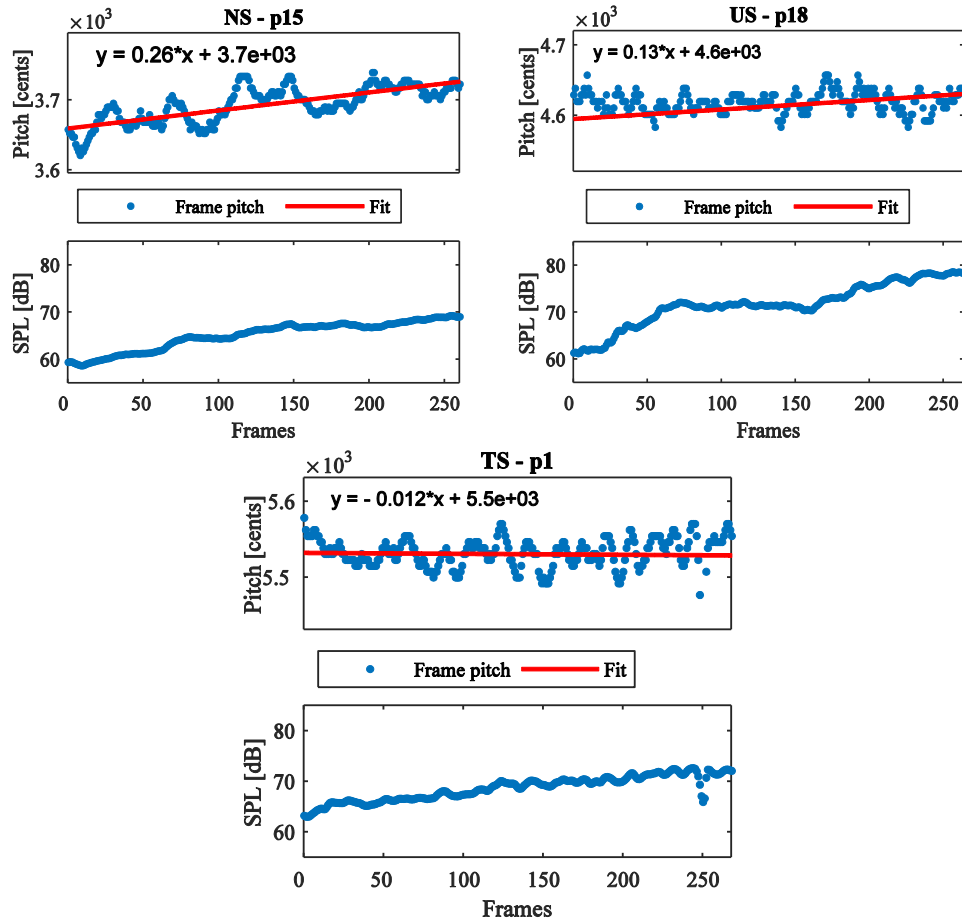 NS - p15
×10³
y = 0.26*x + 3.7e+03
Pitch [cents]
3.7
3.6
Frame pitch
Fit
SPL [dB]
80
70
60
0
50
100
150
200
250
Frames
US - p18
×10³
4.7
y = 0.13*x + 4.6e+03
Pitch [cents]
4.6
Frame pitch
Fit
SPL [dB]
80
70
60
0
50
100
150
200
250
Frames
TS - p1
×10³
5.6
y = - 0.012*x + 5.5e+03
Pitch [cents]
5.5
Frame pitch
Fit
SPL [dB]
80
70
60
0
50
100
150
200
250
Frames